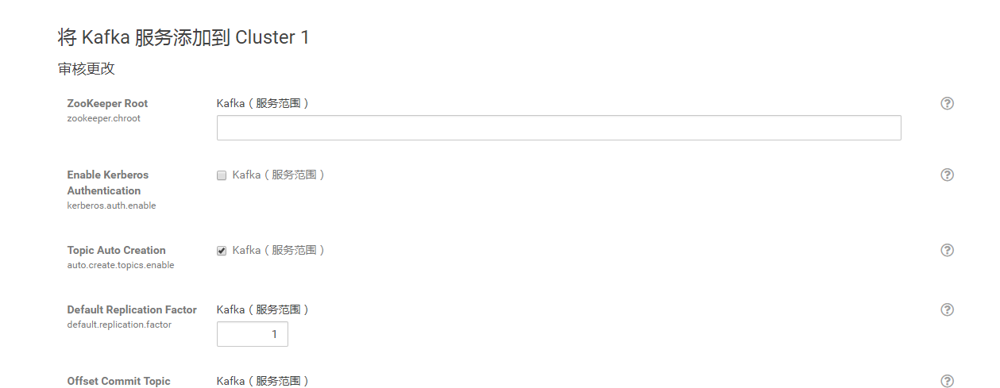 将 Kafka 服务添加到 Cluster 1
审核更改
ZooKeeper Root
zookeeper.chroot
Kafka（服务范围）
Enable Kerberos
Authentication
kerberos.auth.enable
Kafka（服务范围）
Topic Auto Creation
auto.create.topics.enable
Kafka（服务范围）
Default Replication Factor
default.replication.factor
Kafka（服务范围）
1
Offset Commit Topic
Kafka（服务范围）